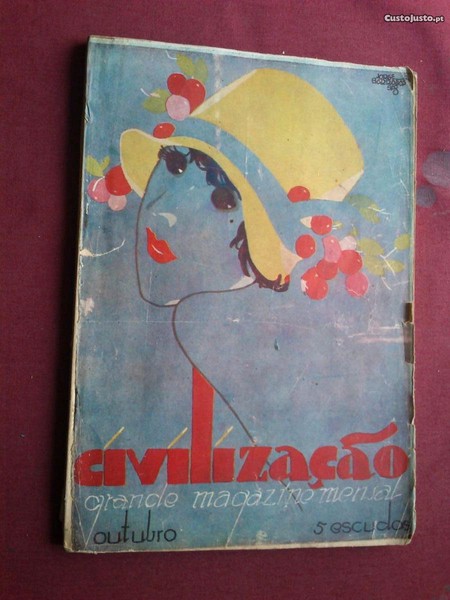 CustoJusto.pt
civilização
grande magazine mensal
outubro 5 escudos